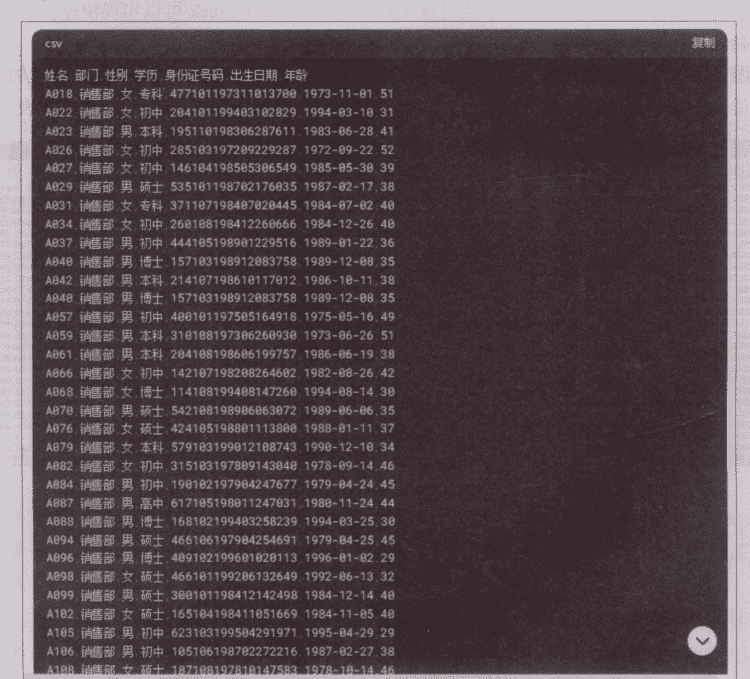 csv
复制
姓名,部门,性别,学历,身份证号码,出生日期,年龄
A018,销售部,女,专科,477101197311013700,1973-11-01,51
A022,销售部,女,初中,204101199403102829,1994-03-10,31
A023,销售部,男,本科,195110198306287611,1983-06-28,41
A026,销售部,女,初中,205103197209229287,1972-09-22,52
A027,销售部,女,初中,146104198505306549,1985-05-30,39
A029,销售部,男,硕士,535101198702176035,1987-02-17,38
A031,销售部,女,专科,371107198407020445,1984-07-02,40
A034,销售部,女,初中,260108198412260666,1984-12-26,40
A037,销售部,男,初中,444105198901229516,1989-01-22,36
A040,销售部,男,博士,157103198912083758,1989-12-08,35
A042,销售部,男,本科,214107198610117012,1986-10-11,38
A040,销售部,男,博士,157103198912083758,1989-12-08,35
A057,销售部,男,初中,400101197505164918,1975-05-16,49
A059,销售部,男,本科,310108197306260930,1973-06-26,51
A061,销售部,男,本科,204108198606199757,1986-06-19,38
A066,销售部,女,初中,142107198208264602,1982-08-26,42
A068,销售部,女,博士,114108199408147260,1994-08-14,30
A070,销售部,男,硕士,542108198906063072,1989-06-06,35
A076,销售部,女,硕士,424105198801113800,1988-01-11,37
A079,销售部,女,本科,579103199012108743,1990-12-10,34
A082,销售部,女,初中,315103197809143040,1978-09-14,46
A084,销售部,男,初中,190102197904247677,1979-04-24,45
A087,销售部,男,高中,617105198011247031,1980-11-24,44
A088,销售部,男,博士,168102199403258239,1994-03-25,30
A094,销售部,男,硕士,466106197904254691,1979-04-25,45
A096,销售部,男,博士,409102199601020113,1996-01-02,29
A098,销售部,女,硕士,466101199206132649,1992-06-13,32
A099,销售部,男,硕士,300101198412142498,1984-12-14,40
A102,销售部,女,硕士,165104198411051669,1984-11-05,40
A105,销售部,男,初中,623103199504291971,1995-04-29,29
A106,销售部,男,初中,105106198702272216,1987-02-27,38
A108,销售部,女,硕士,187108197810147583,1978-10-14,46